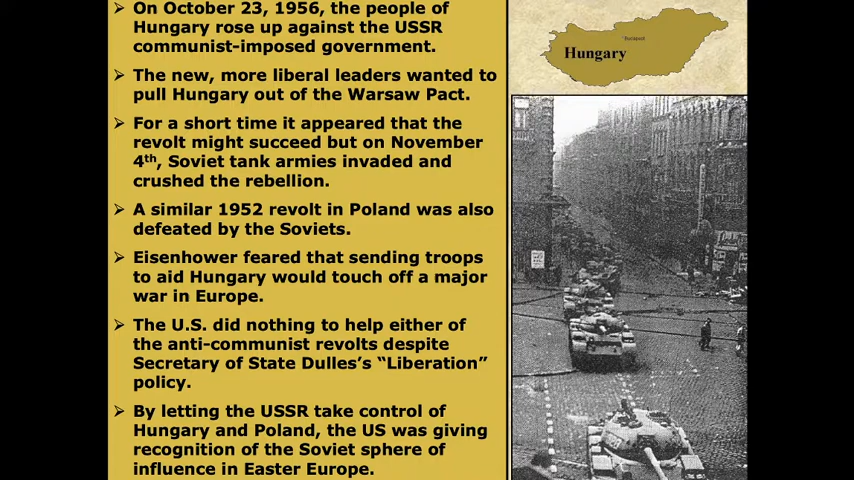 ➢ On October 23, 1956, the people of
Hungary rose up against the USSR
communist-imposed government.
➢ The new, more liberal leaders wanted to
pull Hungary out of the Warsaw Pact.
➢ For a short time it appeared that the
revolt might succeed but on November
4th, Soviet tank armies invaded and
crushed the rebellion.
➢ A similar 1952 revolt in Poland was also
defeated by the Soviets.
➢ Eisenhower feared that sending troops
to aid Hungary would touch off a major
war in Europe.
➢ The U.S. did nothing to help either of
the anti-communist revolts despite
Secretary of State Dulles’s “Liberation”
policy.
➢ By letting the USSR take control of
Hungary and Poland, the US was giving
recognition of the Soviet sphere of
influence in Easter Europe.
Budapest
Hungary